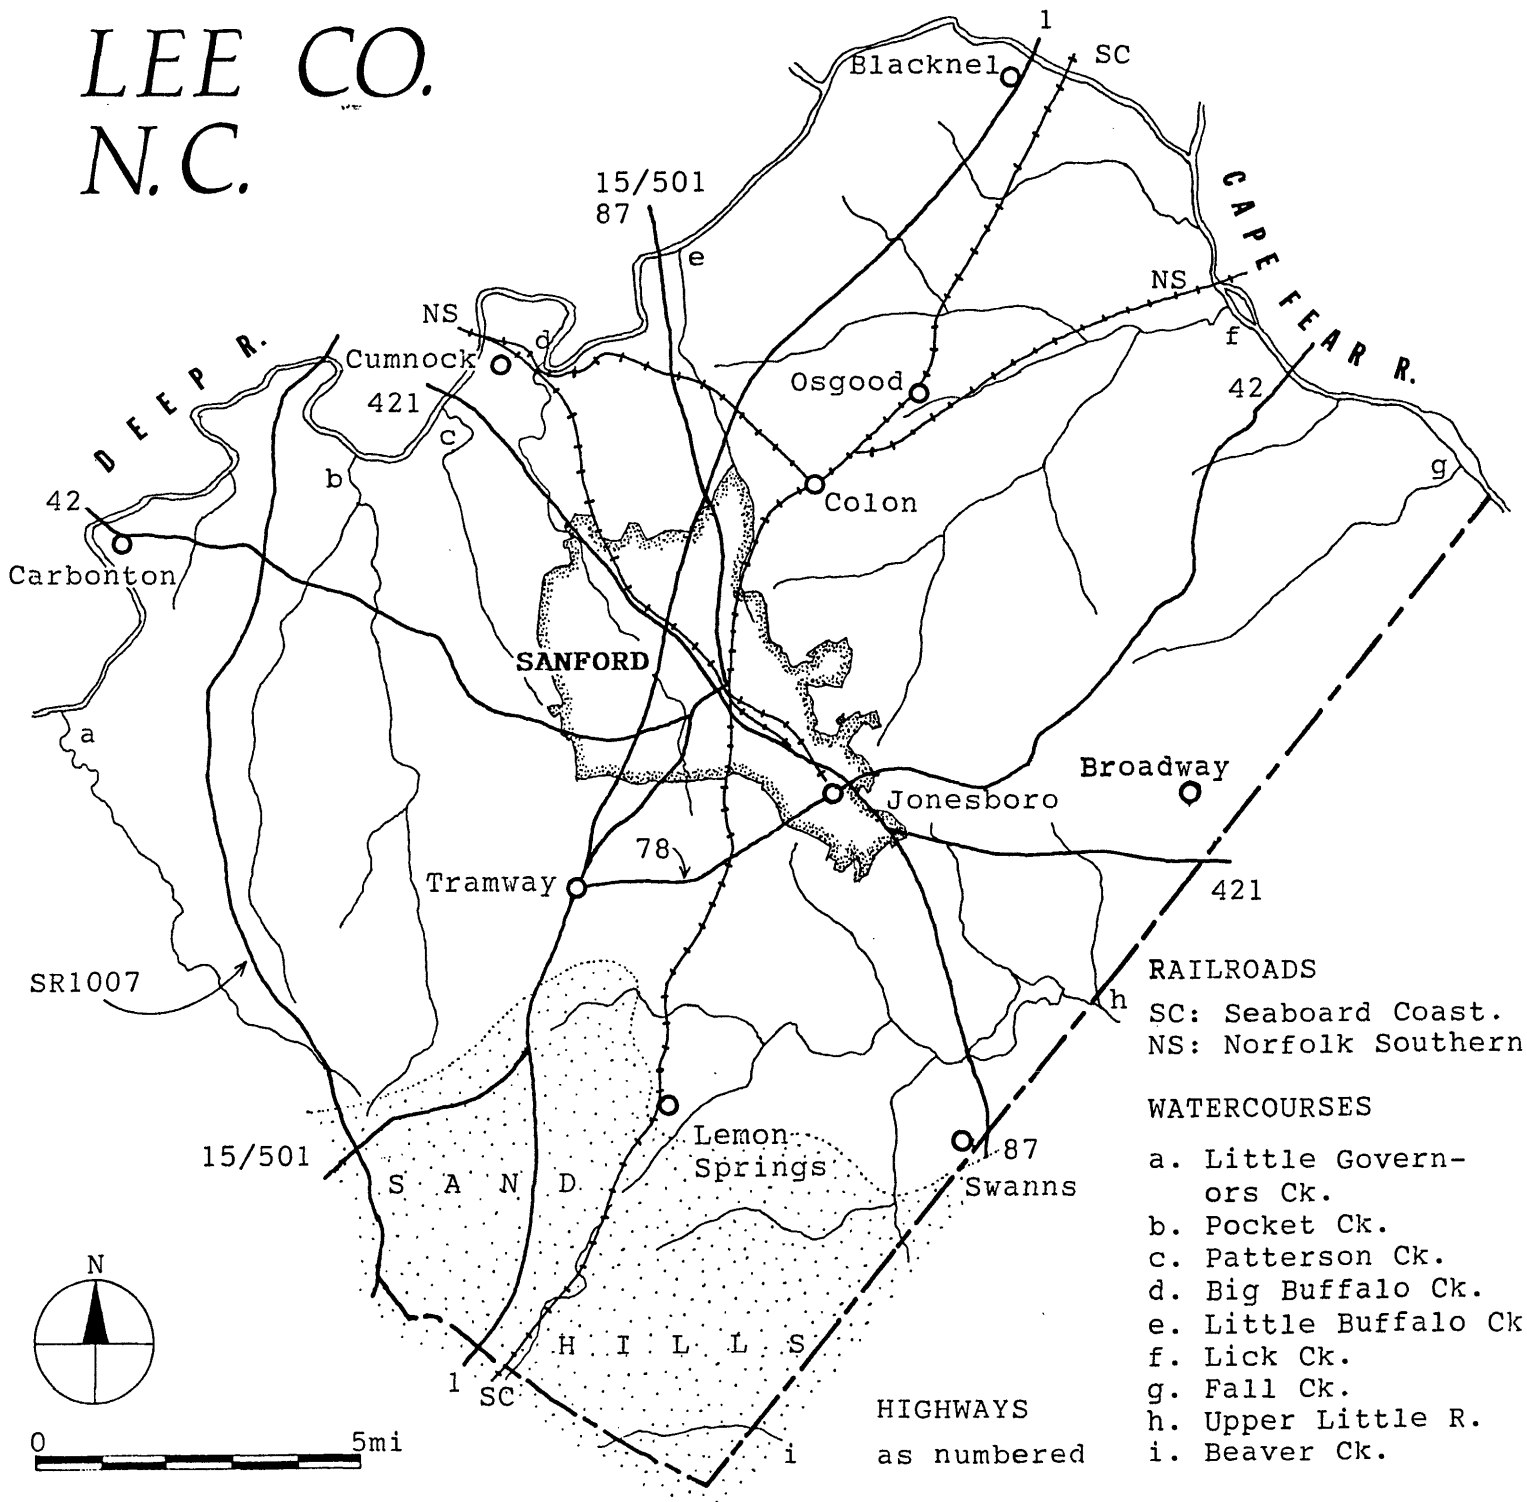 LEE CO.
N.C.
1
SC
Blacknel
15/501
87
e
CAPE FEAR R.
NS
NS
d
f
DEEP R.
Cumnock
421
Osgood
42
c
b
g
42
Colon
Carbonton
SANFORD
a
Broadway
Jonesboro
78
Tramway
421
SR1007
h
RAILROADS
SC: Seaboard Coast.
NS: Norfolk Southern
WATERCOURSES
a. Little Govern-
ors Ck.
b. Pocket Ck.
c. Patterson Ck.
d. Big Buffalo Ck.
e. Little Buffalo Ck
f. Lick Ck.
g. Fall Ck.
h. Upper Little R.
i. Beaver Ck.
Lemon
Springs
15/501
87
Swanns
SAND
HILLS
N
1
SC
0 5mi
i
HIGHWAYS
as numbered